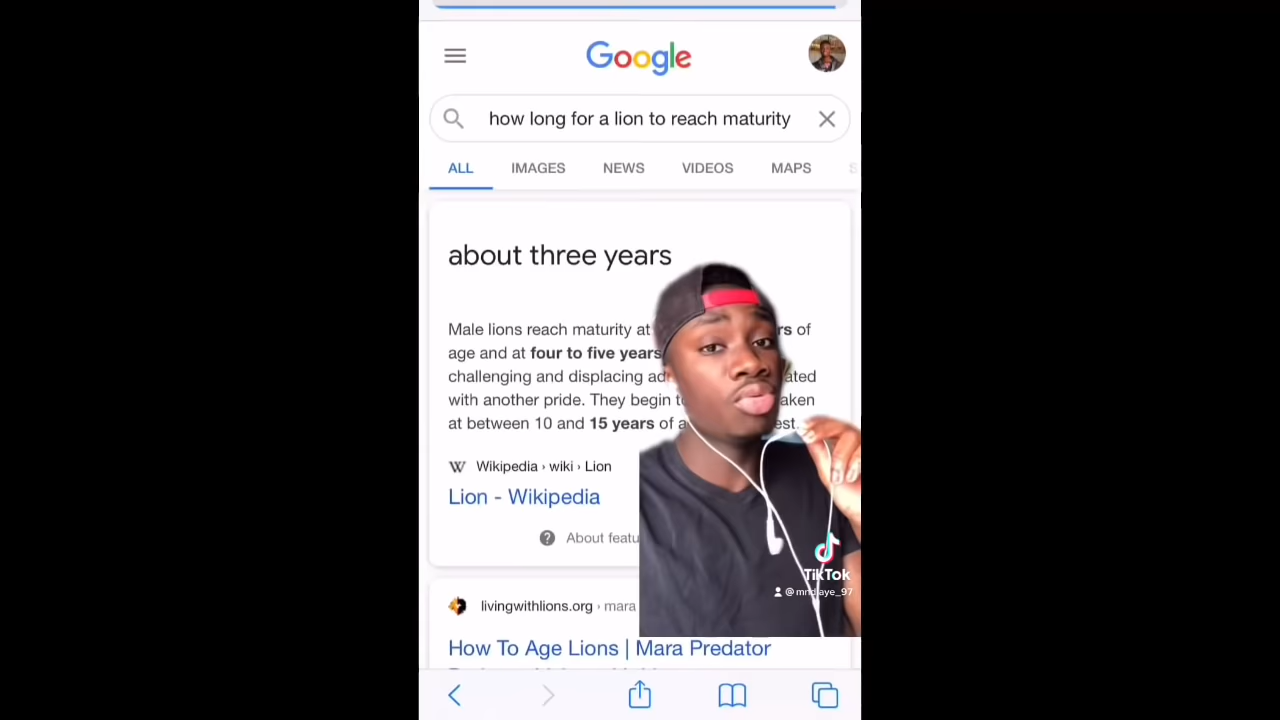 Google
how long for a lion to reach maturity
ALL IMAGES NEWS VIDEOS MAPS
about three years
Male lions reach maturity at of
age and at four to five years
challenging and displacing
with another pride. They begin
at between 10 and 15 years of
Wikipedia › wiki › Lion
Lion - Wikipedia
About
livingwithlions.org › mara
How To Age Lions | Mara Predator
TikTok